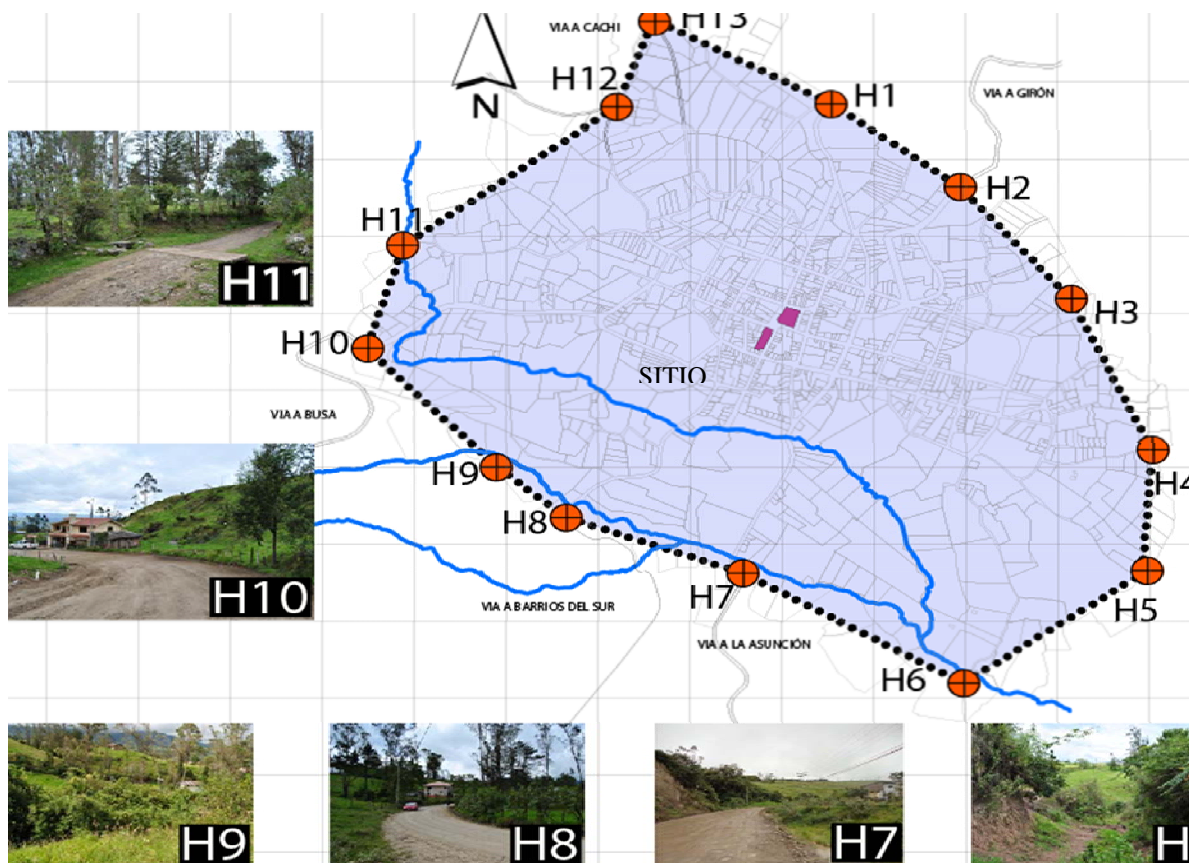 H13
VIA A CACHI
H12
N
H1
VIA A GIRÓN
H2
H11
H11
H3
H10
SITIO
VIA A BUSA
H9
H4
H8
H10
H7
H5
VIA A BARRIOS DEL SUR
VIA A LA ASUNCIÓN
H6
H9
H8
H7
H